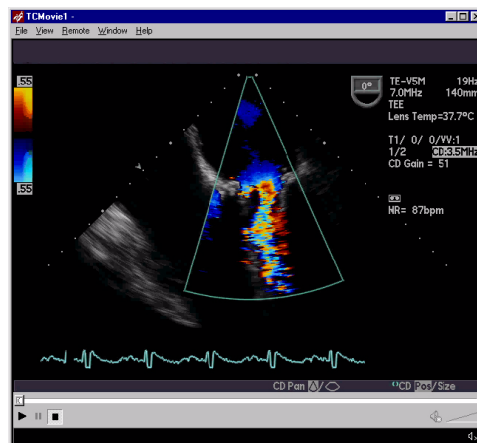 TCMovie1 -
File View Remote Window Help
.55
.55
0°
TE-V5M 19Hz
7.0MHz 140mm
TEE
Lens Temp=37.7°C
T1/ 0/ 0/VV:1
1/2 CD:3.5MHz
CD Gain = 51
HR= 87bpm
CD Pan
CD Pos/Size